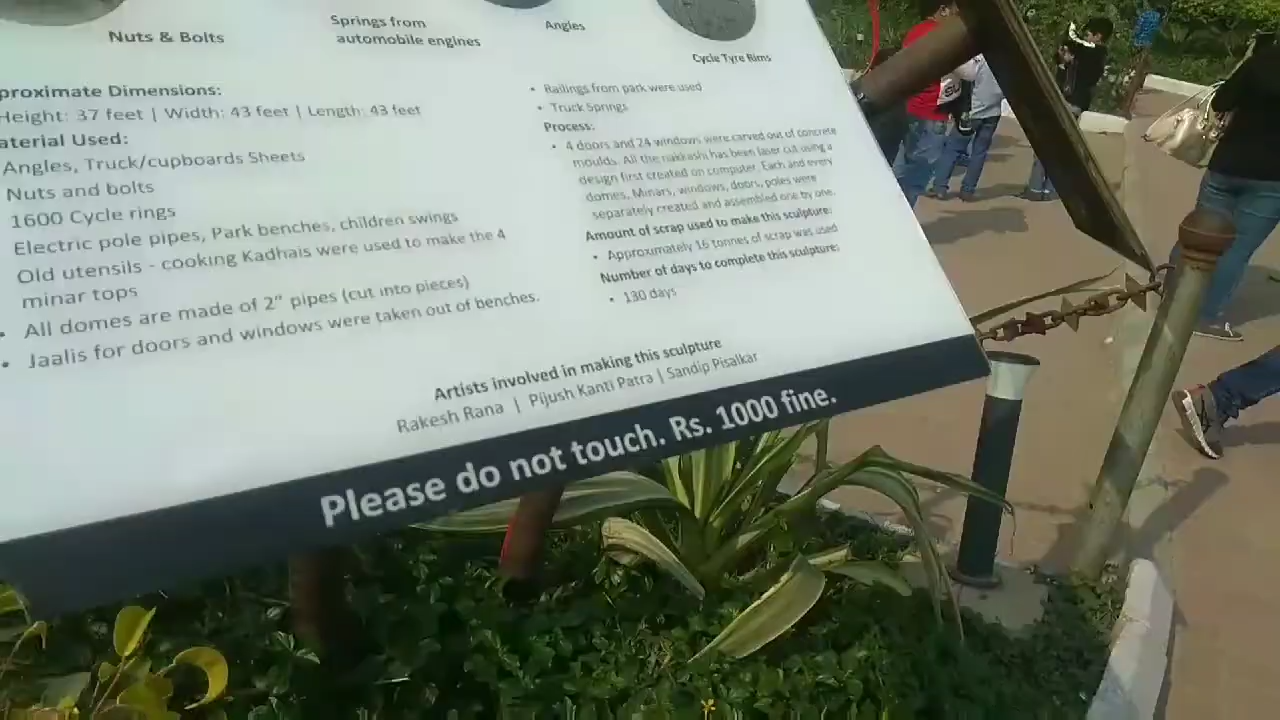 Nuts & Bolts
Springs from
automobile engines
Angles
Cycle Tyre Rims
proximate Dimensions:
Height: 37 feet | Width: 43 feet | Length: 43 feet
aterial Used:
Angles, Truck/cupboards Sheets
Nuts and bolts
1600 Cycle rings
Electric pole pipes, Park benches, children swings
Old utensils - cooking Kadhais were used to make the 4
minar tops
• All domes are made of 2” pipes (cut into pieces)
• Jaalis for doors and windows were taken out of benches.
• Railings from park were used
• Truck Springs
Process:
• 4 doors and 24 windows were carved out of concrete
moulds. All the nakkashi has been laser cut using a
design first created on computer. Each and every
domes, Minars, windows, doors, poles were
separately created and assembled one by one.
Amount of scrap used to make this sculpture:
• Approximately 16 tonnes of scrap was used
Number of days to complete this sculpture:
• 130 days
Artists involved in making this sculpture
Rakesh Rana | Pijush Kanti Patra | Sandip Pisalkar
Please do not touch. Rs. 1000 fine.